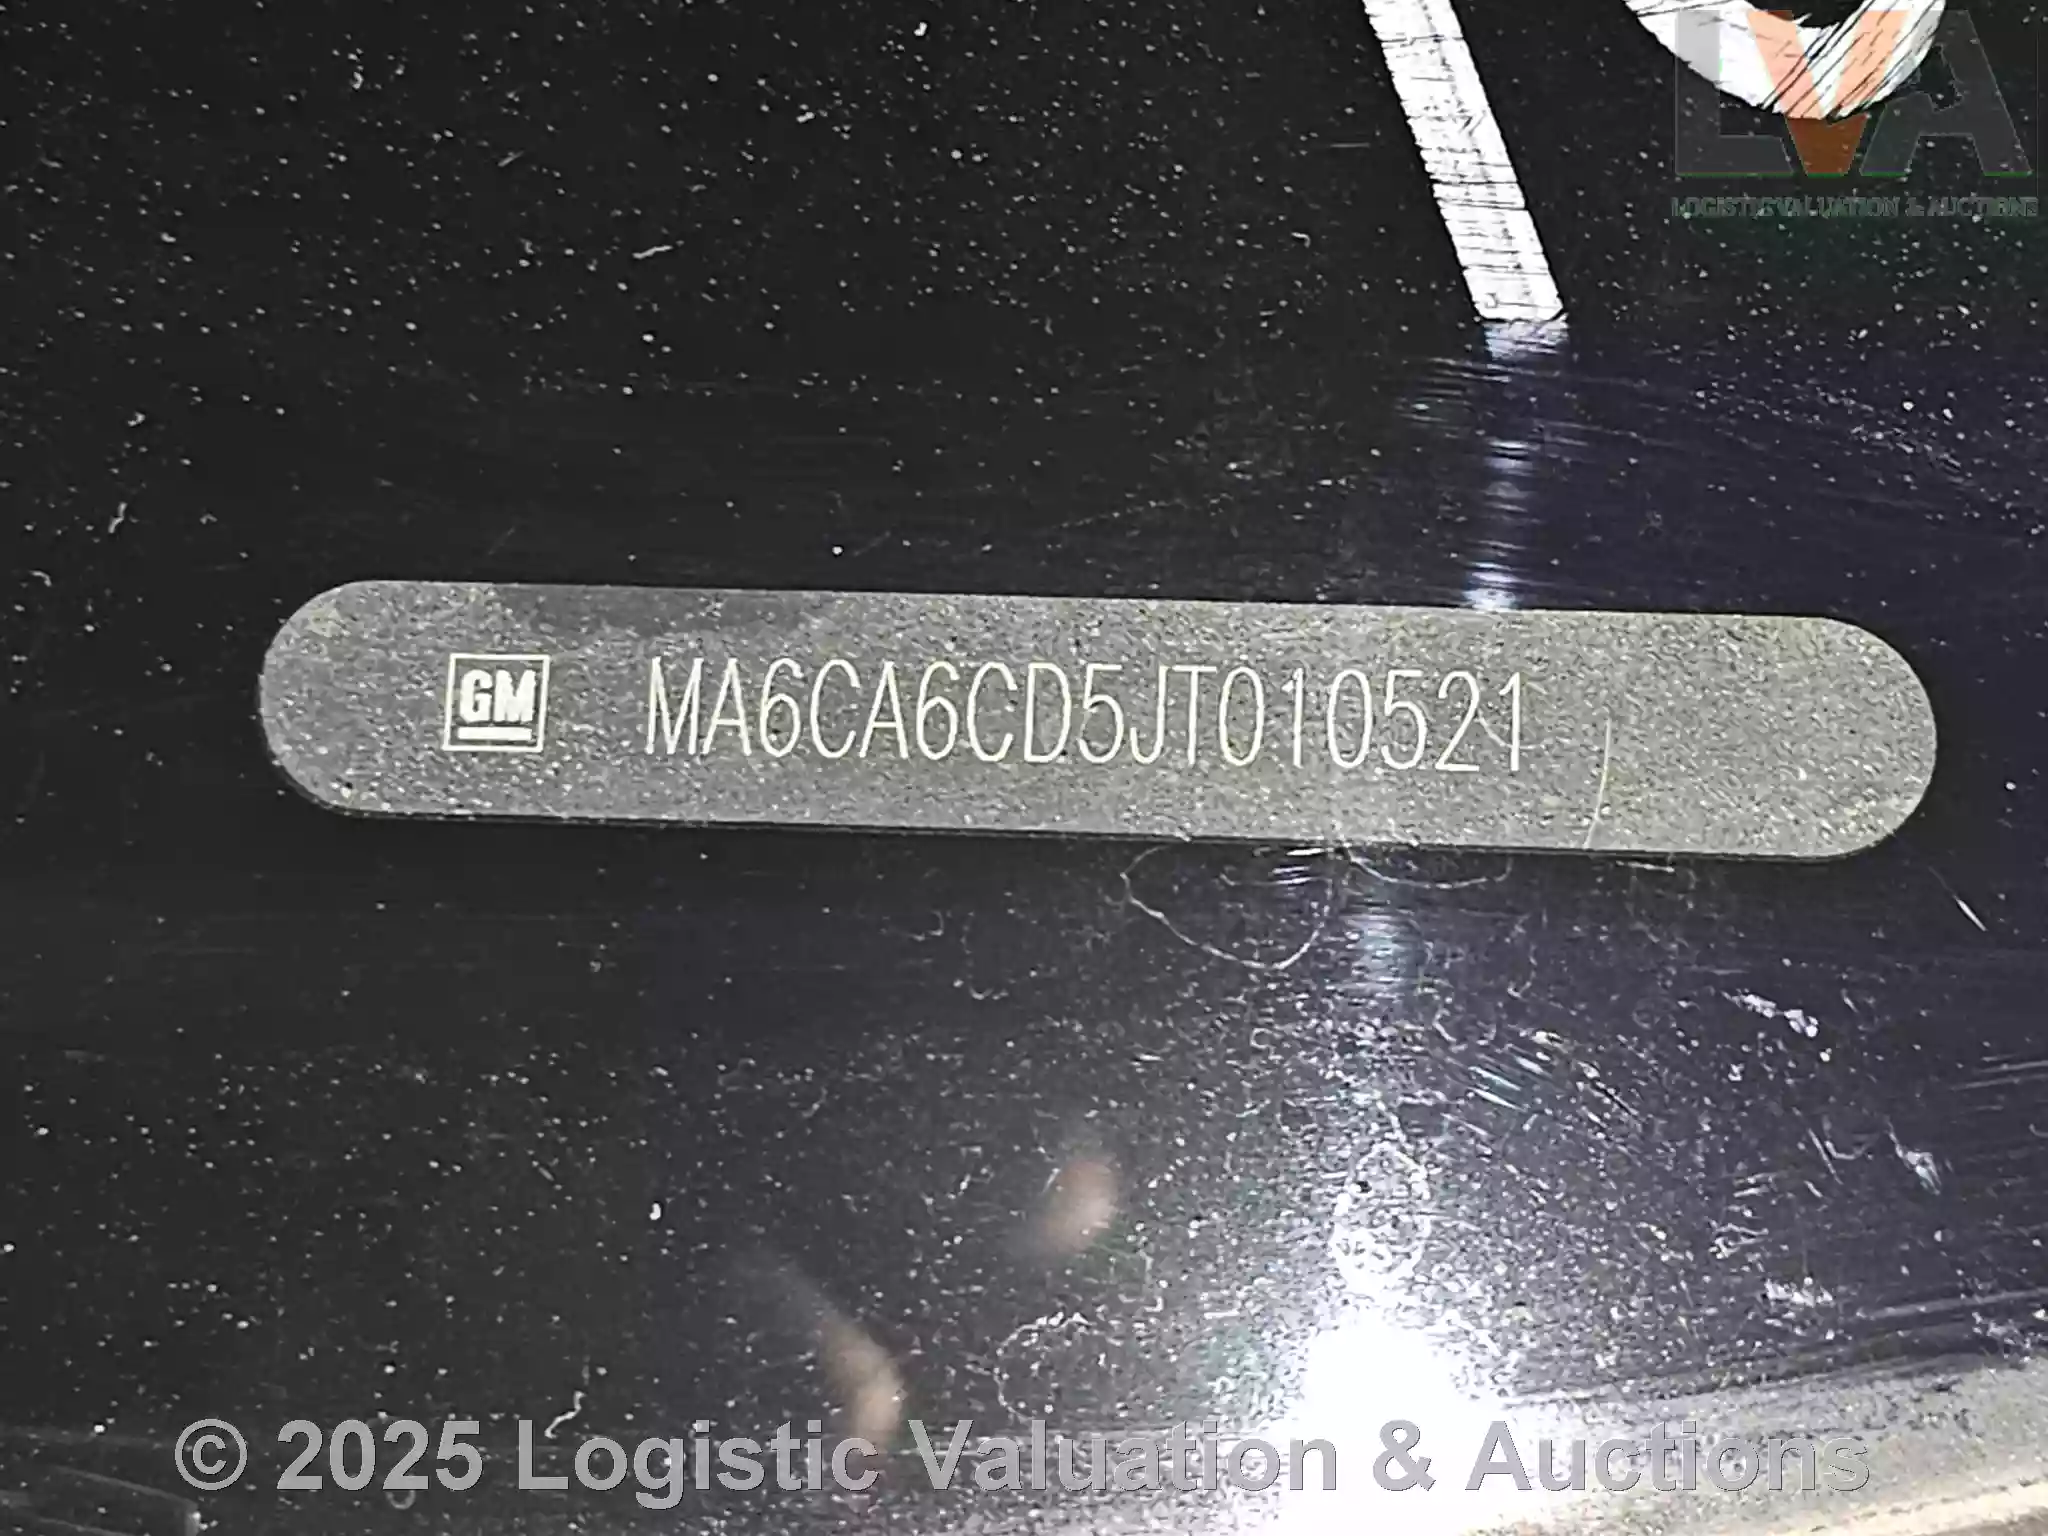 LVA
LOGISTIC VALUATION & AUCTIONS
GM MA6CA6CD5JT010521
© 2025 Logistic Valuation & Auctions